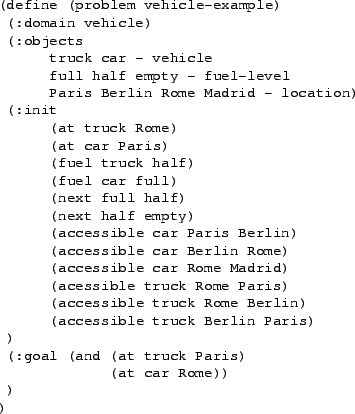 (define (problem vehicle-example)
(:domain vehicle)
(:objects
truck car - vehicle
full half empty - fuel-level
Paris Berlin Rome Madrid - location)
(:init
(at truck Rome)
(at car Paris)
(fuel truck half)
(fuel car full)
(next full half)
(next half empty)
(accessible car Paris Berlin)
(accessible car Berlin Rome)
(accessible car Rome Madrid)
(acessible truck Rome Paris)
(accessible truck Rome Berlin)
(accessible truck Berlin Paris)
)
(:goal (and (at truck Paris)
(at car Rome))
)
)